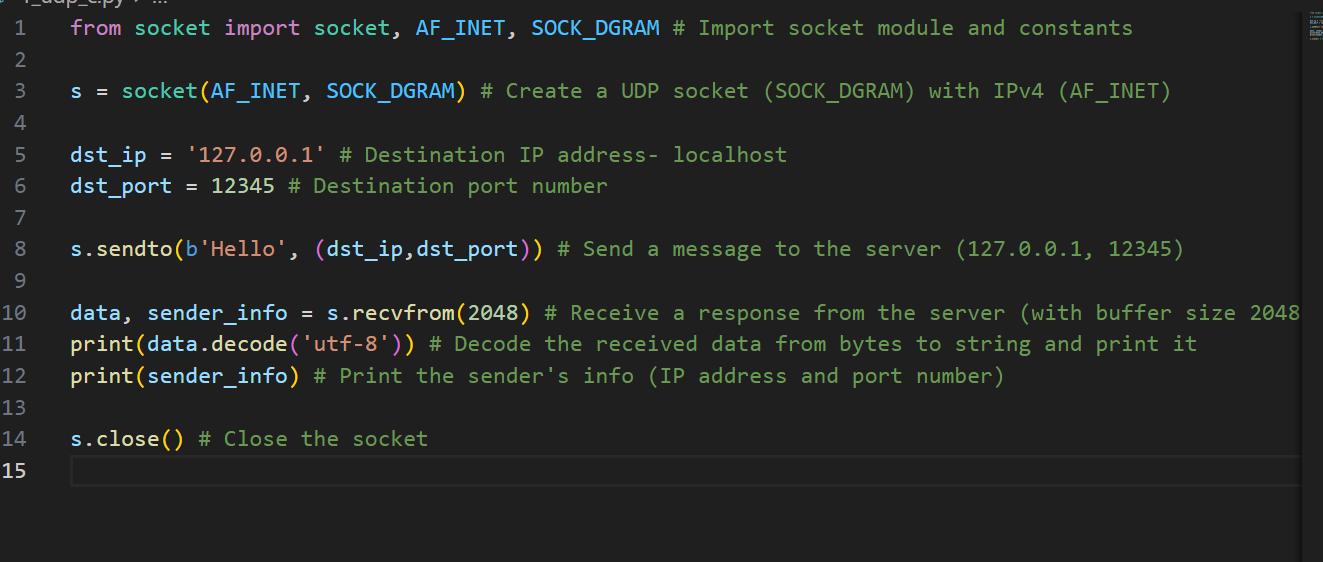 1 from socket import socket, AF_INET, SOCK_DGRAM # Import socket module and constants
2
3 s = socket(AF_INET, SOCK_DGRAM) # Create a UDP socket (SOCK_DGRAM) with IPv4 (AF_INET)
4
5 dst_ip = '127.0.0.1' # Destination IP address- localhost
6 dst_port = 12345 # Destination port number
7
8 s.sendto(b'Hello', (dst_ip,dst_port)) # Send a message to the server (127.0.0.1, 12345)
9
10 data, sender_info = s.recvfrom(2048) # Receive a response from the server (with buffer size 2048
11 print(data.decode('utf-8')) # Decode the received data from bytes to string and print it
12 print(sender_info) # Print the sender's info (IP address and port number)
13
14 s.close() # Close the socket
15